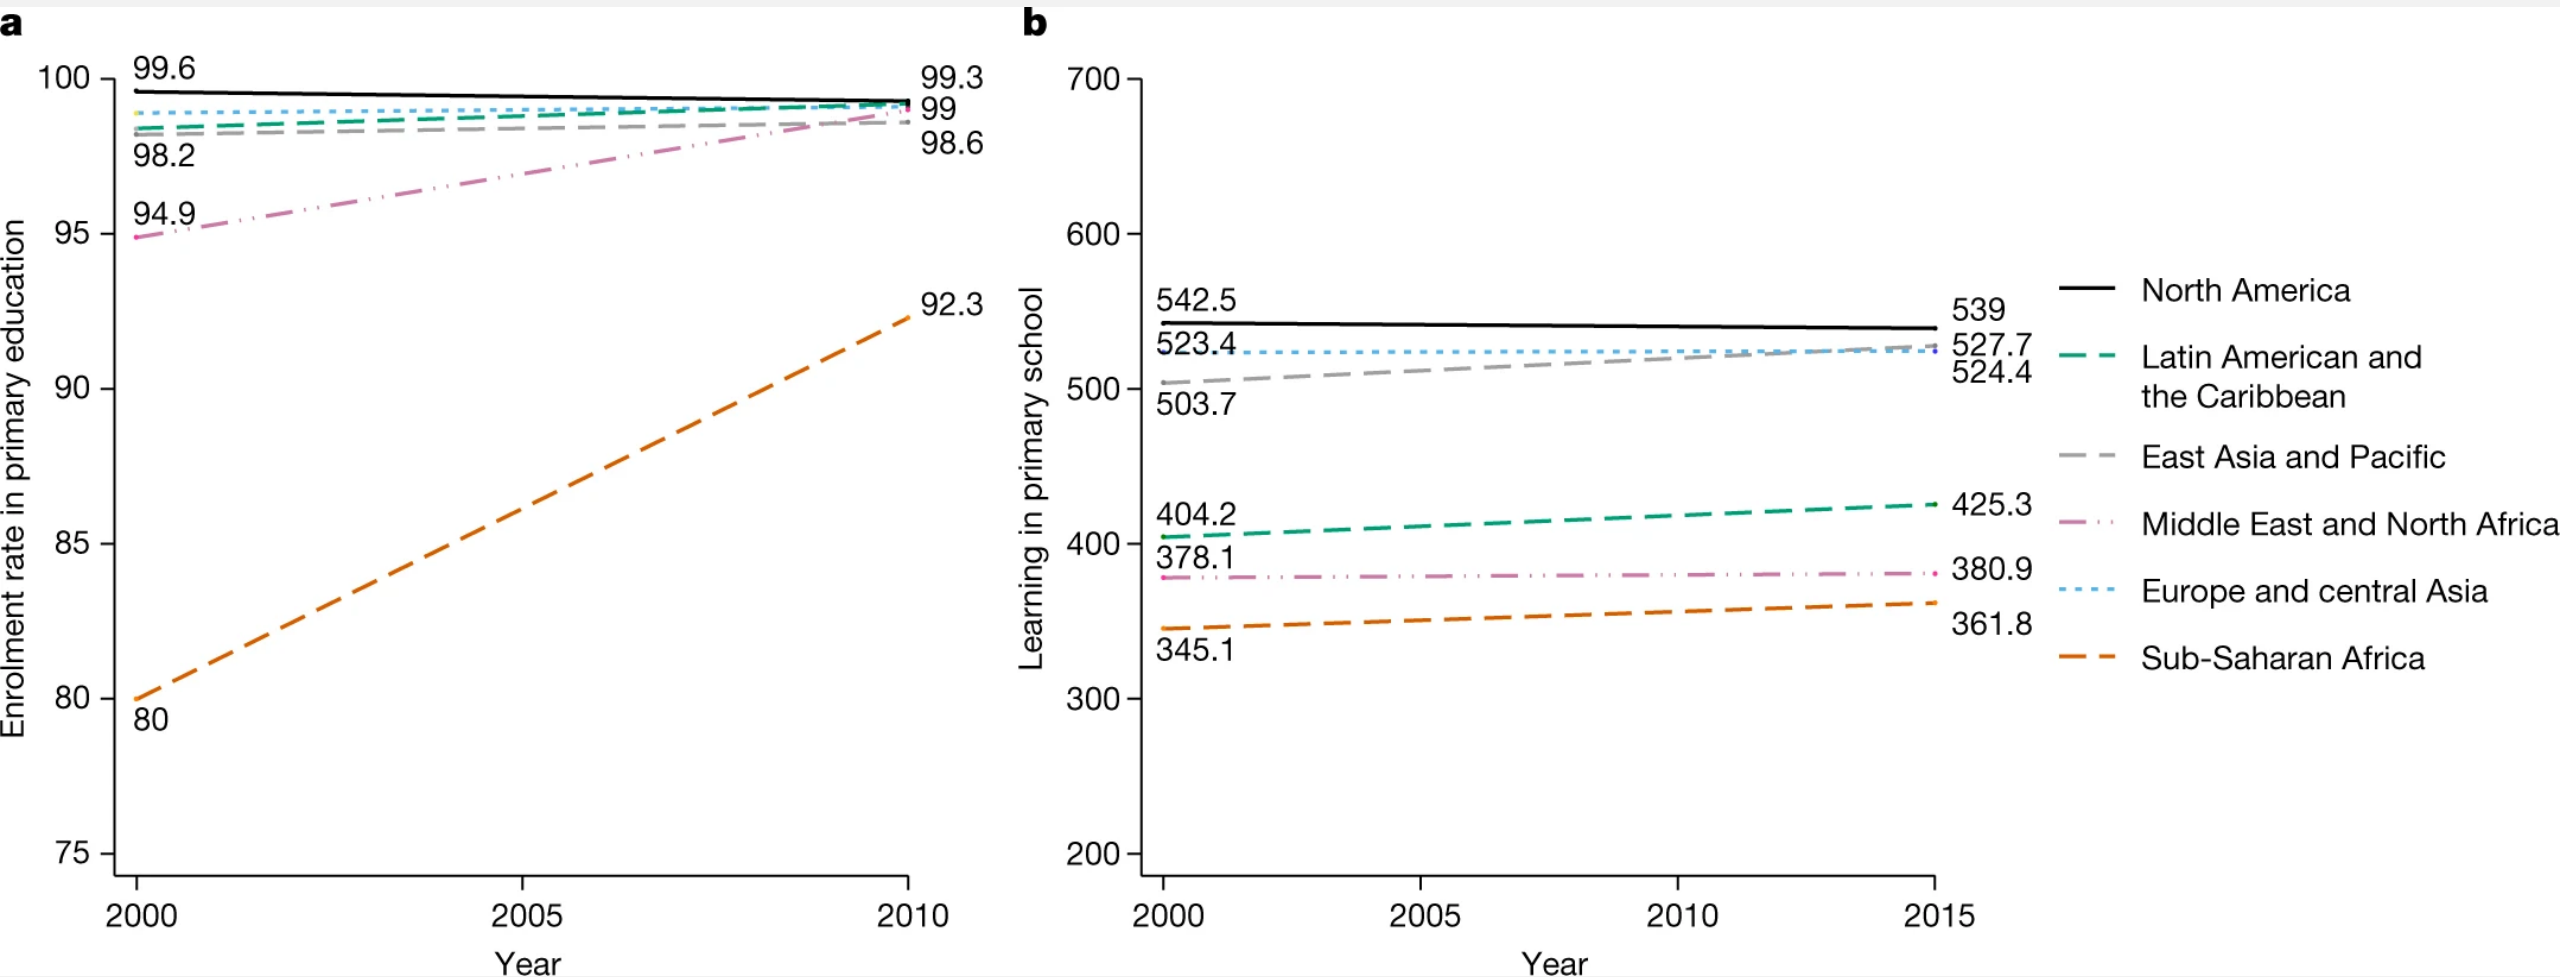 a
Enrolment rate in primary education
100
95
90
85
80
75
99.6
98.2
94.9
80
99.3
99
98.6
92.3
2000 2005 2010
Year
b
Learning in primary school
700
600
500
400
300
200
542.5
523.4
503.7
404.2
378.1
345.1
539
527.7
524.4
425.3
380.9
361.8
2000 2005 2010 2015
Year
North America
Latin American and
the Caribbean
East Asia and Pacific
Middle East and North Africa
Europe and central Asia
Sub-Saharan Africa